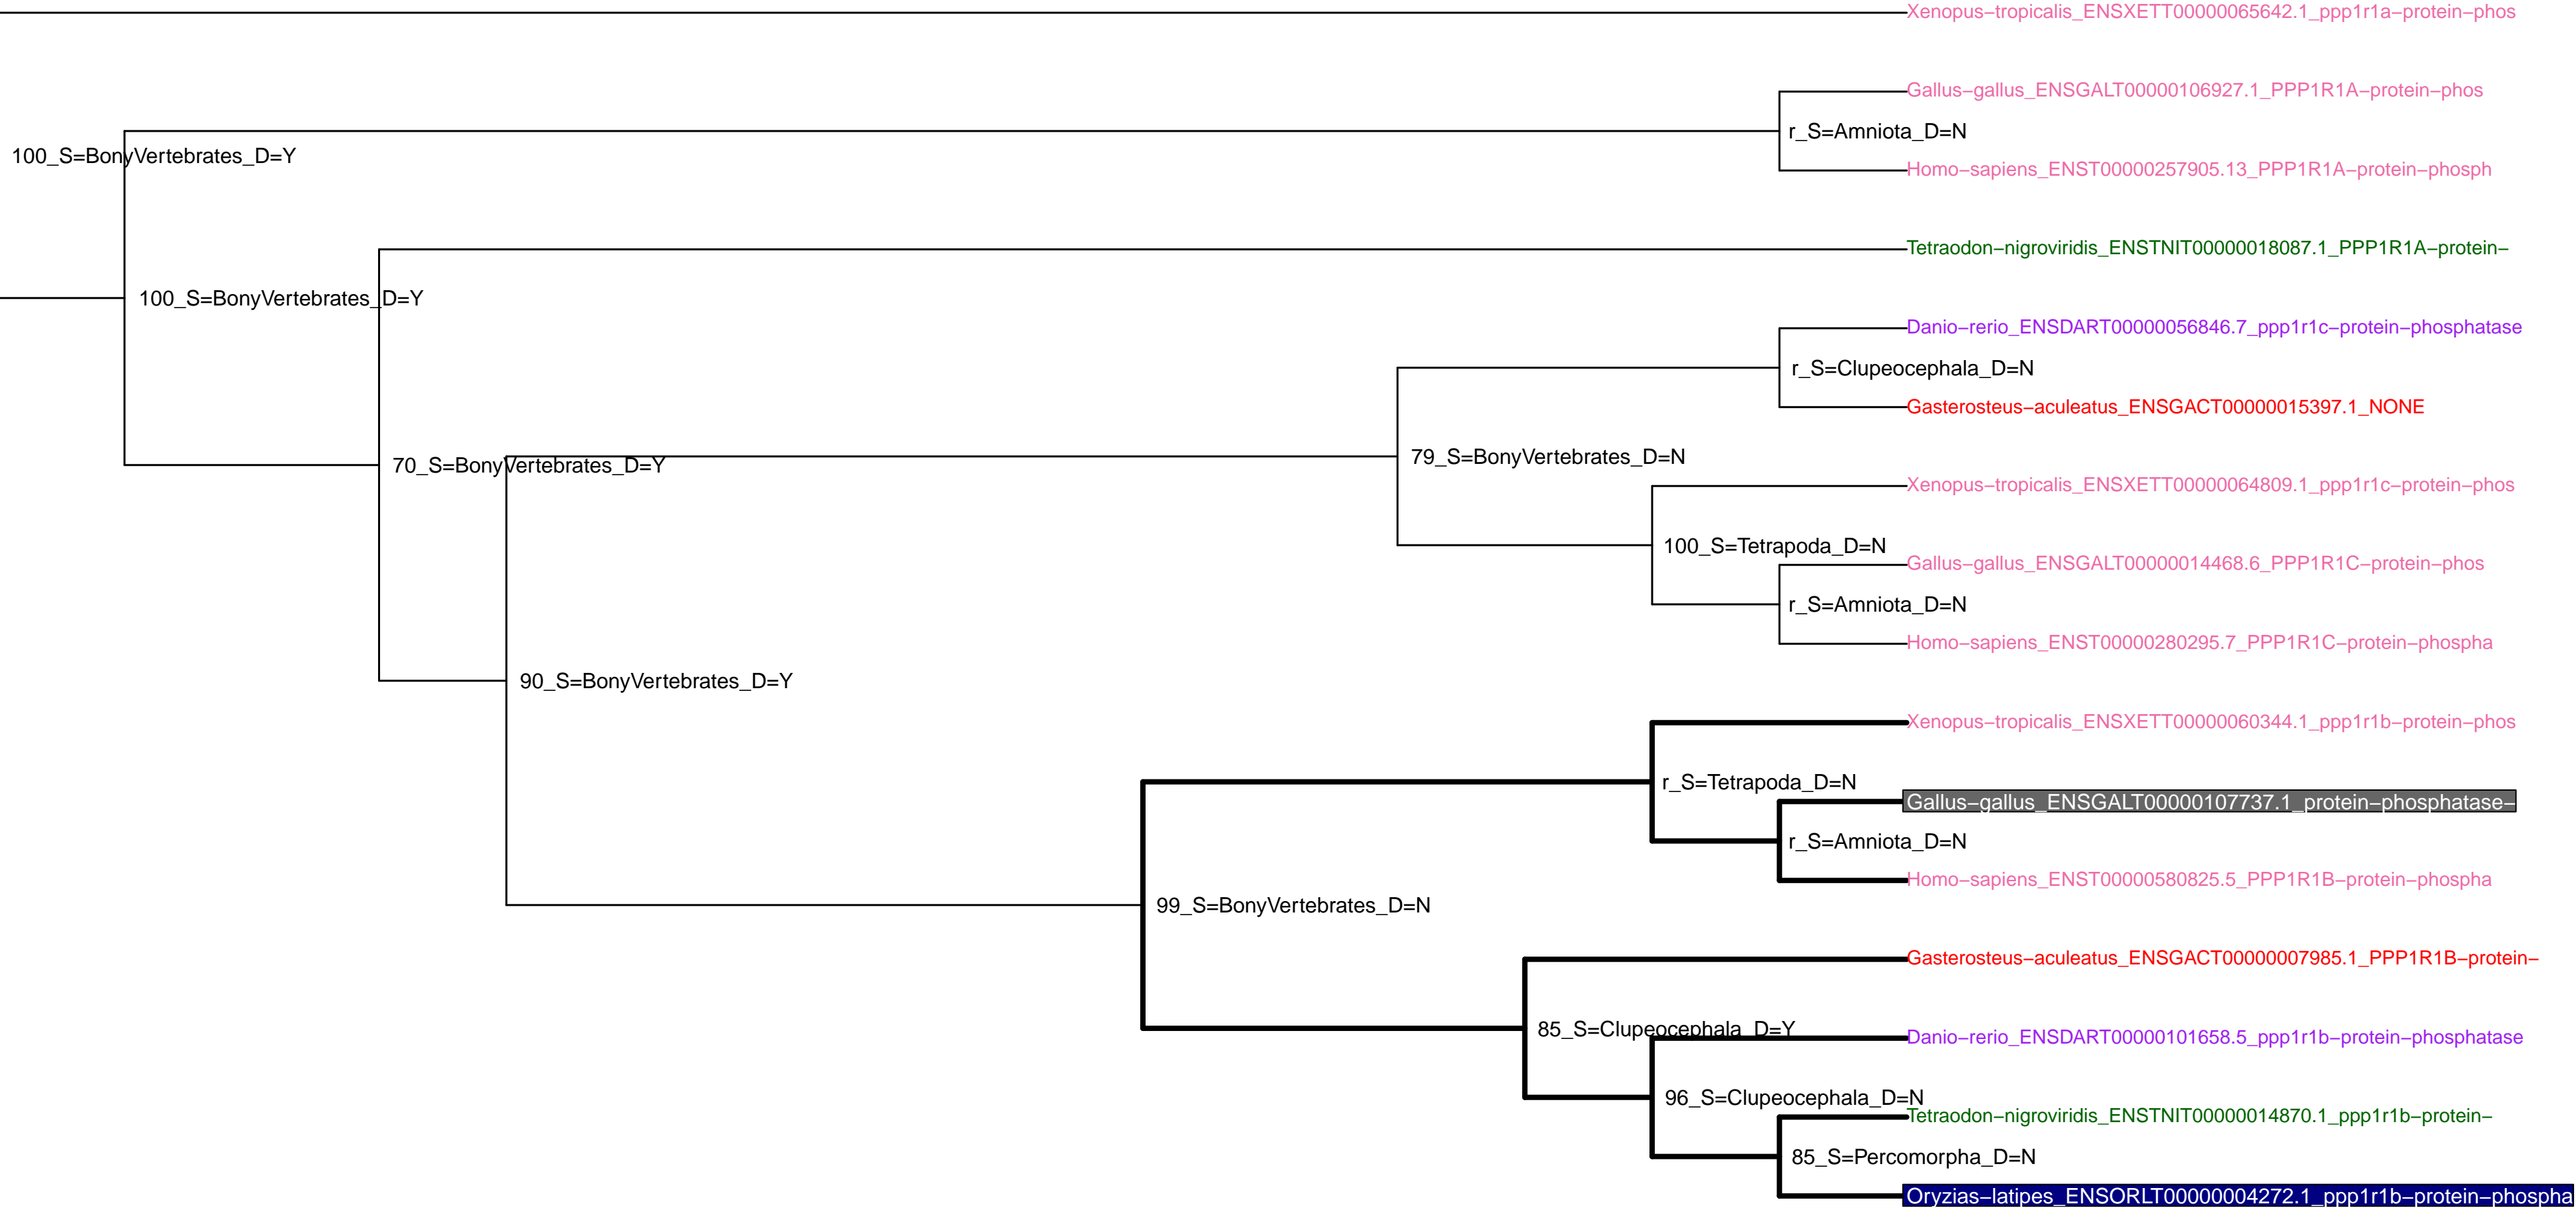 Xenopus−tropicalis_ENSXETT00000065642.1_ppp1r1a−protein−phos
Gallus−gallus_ENSGALT00000106927.1_PPP1R1A−protein−phos
r_S=Amniota_D=N
100_S=BonyVertebrates_D=Y
Homo−sapiens_ENST00000257905.13_PPP1R1A−protein−phosph
Tetraodon−nigroviridis_ENSTNIT00000018087.1_PPP1R1A−protein−
100_S=BonyVertebrates_D=Y
Danio−rerio_ENSDART00000056846.7_ppp1r1c−protein−phosphatase
r_S=Clupeocephala_D=N
Gasterosteus−aculeatus_ENSGACT00000015397.1_NONE
79_S=BonyVertebrates_D=N
70_S=BonyVertebrates_D=Y
Xenopus−tropicalis_ENSXETT00000064809.1_ppp1r1c−protein−phos
100_S=Tetrapoda_D=N
Gallus−gallus_ENSGALT00000014468.6_PPP1R1C−protein−phos
r_S=Amniota_D=N
Homo−sapiens_ENST00000280295.7_PPP1R1C−protein−phospha
90_S=BonyVertebrates_D=Y
Xenopus−tropicalis_ENSXETT00000060344.1_ppp1r1b−protein−phos
r_S=Tetrapoda_D=N
Gallus−gallus_ENSGALT00000107737.1_protein−phosphatase−
r_S=Amniota_D=N
Homo−sapiens_ENST00000580825.5_PPP1R1B−protein−phospha
99_S=BonyVertebrates_D=N
Gasterosteus−aculeatus_ENSGACT00000007985.1_PPP1R1B−protein−
85_S=Clupeocephala_D=Y
Danio−rerio_ENSDART00000101658.5_ppp1r1b−protein−phosphatase
96_S=Clupeocephala_D=N
Tetraodon−nigroviridis_ENSTNIT00000014870.1_ppp1r1b−protein−
85_S=Percomorpha_D=N
Oryzias−latipes_ENSORLT00000004272.1_ppp1r1b−protein−phospha